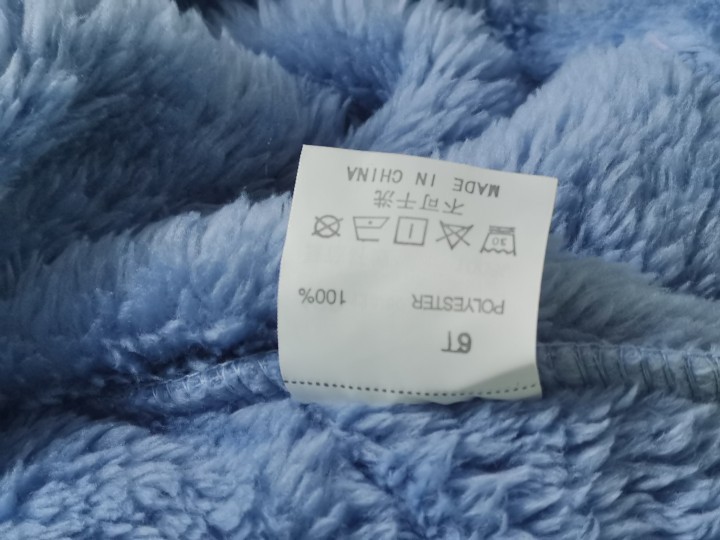 6T
POLYESTER 100%
30
不可干洗
MADE IN CHINA